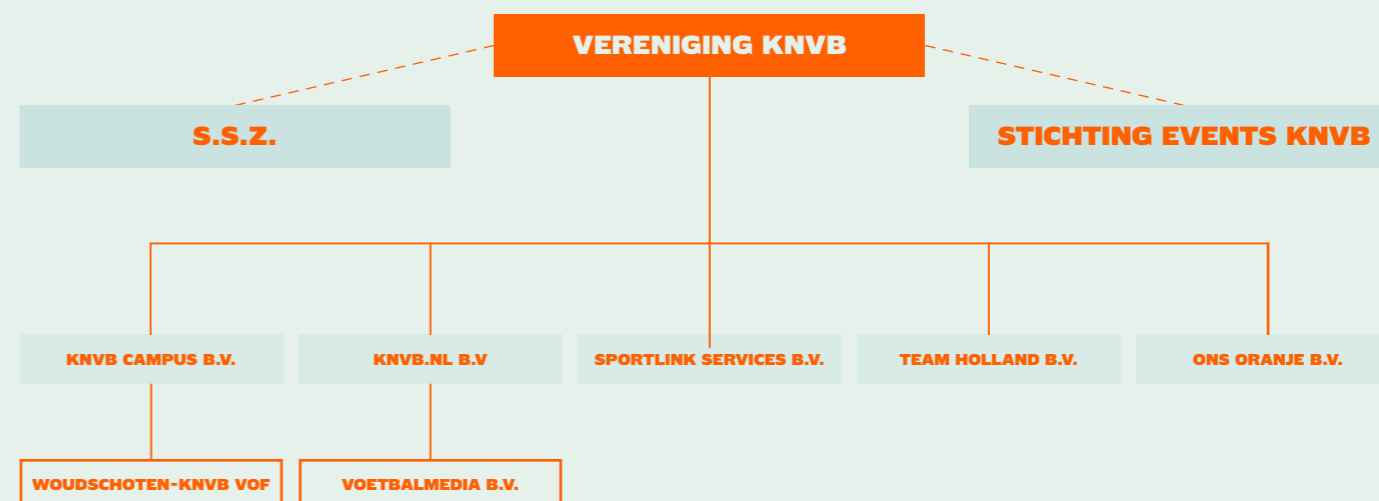 VERENIGING KNVB
S.S.Z.
STICHTING EVENTS KNVB
KNVB CAMPUS B.V.
KNVB.NL B.V
SPORTLINK SERVICES B.V.
TEAM HOLLAND B.V.
ONS ORANJE B.V.
WOUDSCHOTEN-KNVB VOF
VOETBALMEDIA B.V.